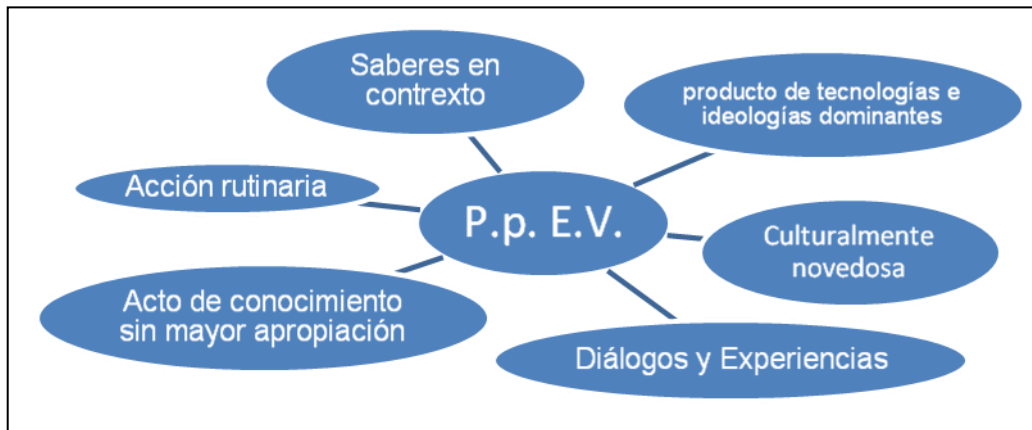 Saberes en
contrexto
producto de tecnologías e
ideologías dominantes
Acción rutinaria
P.p. E.V.
Culturalmente
novedosa
Acto de conocimiento
sin mayor apropiación
Diálogos y Experiencias